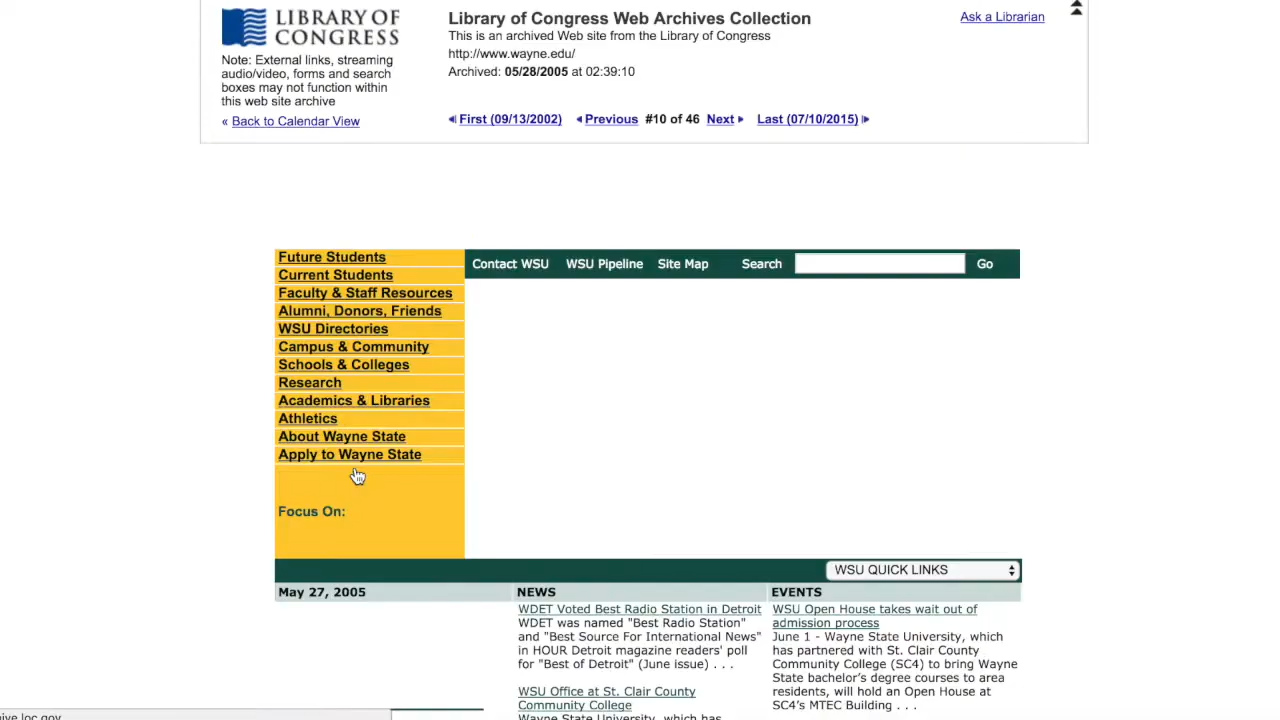 LIBRARY OF
CONGRESS
Note: External links, streaming
audio/video, forms and search
boxes may not function within
this web site archive
« Back to Calendar View
Library of Congress Web Archives Collection
This is an archived Web site from the Library of Congress
http://www.wayne.edu/
Archived: 05/28/2005 at 02:39:10
First (09/13/2002) Previous #10 of 46 Next Last (07/10/2015)
Ask a Librarian
Future Students
Current Students
Faculty & Staff Resources
Alumni, Donors, Friends
WSU Directories
Campus & Community
Schools & Colleges
Research
Academics & Libraries
Athletics
About Wayne State
Apply to Wayne State
Focus On:
Contact WSU WSU Pipeline Site Map Search Go
WSU QUICK LINKS
May 27, 2005
NEWS
WDET Voted Best Radio Station in Detroit
WDET was named "Best Radio Station"
and "Best Source For International News"
in HOUR Detroit magazine readers' poll
for "Best of Detroit" (June issue) . . .
WSU Office at St. Clair County
Community College
Wayne State University, which has
EVENTS
WSU Open House takes wait out of
admission process
June 1 - Wayne State University, which
has partnered with St. Clair County
Community College (SC4) to bring Wayne
State bachelor's degree courses to area
residents, will hold an Open House at
SC4's MTEC Building . . .
ive.loc.gov